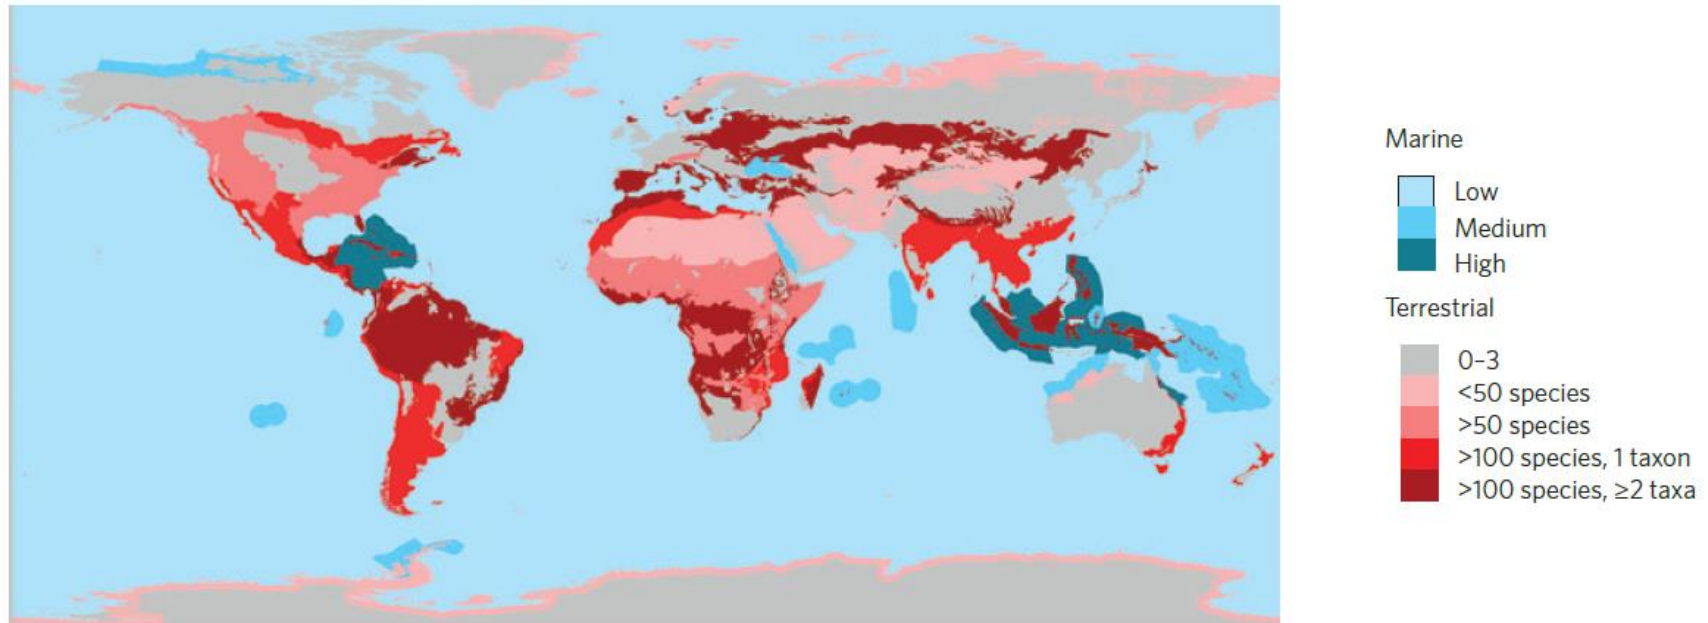 Marine
Low
Medium
High
Terrestrial
0–3
<50 species
>50 species
>100 species, 1 taxon
>100 species, ≥2 taxa